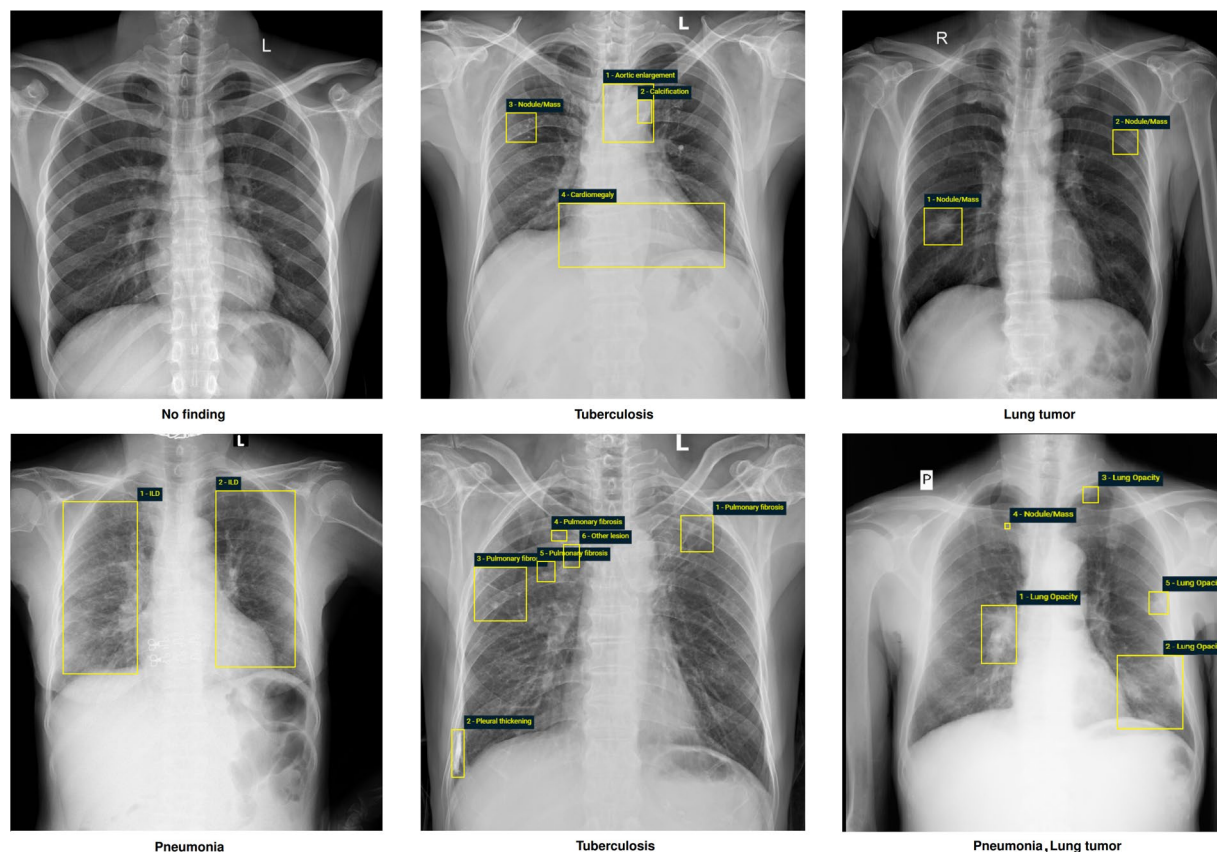 L
L
1 - Aortic enlargement
2 - Calcification
3 - Nodule/Mass
4 - Cardiomegaly
R
2 - Nodule/Mass
1 - Nodule/Mass
No finding
Tuberculosis
Lung tumor
L
1 - ILD
2 - ILD
L
1 - Pulmonary fibrosis
4 - Pulmonary fibrosis
6 - Other lesion
3 - Pulmonary fibro
5 - Pulmonary fibrosis
2 - Pleural thickening
P
3 - Lung Opacity
4 - Nodule/Mass
5 - Lung Opaci
1 - Lung Opacity
2 - Lung Opaci
Pneumonia
Tuberculosis
Pneumonia, Lung tumor